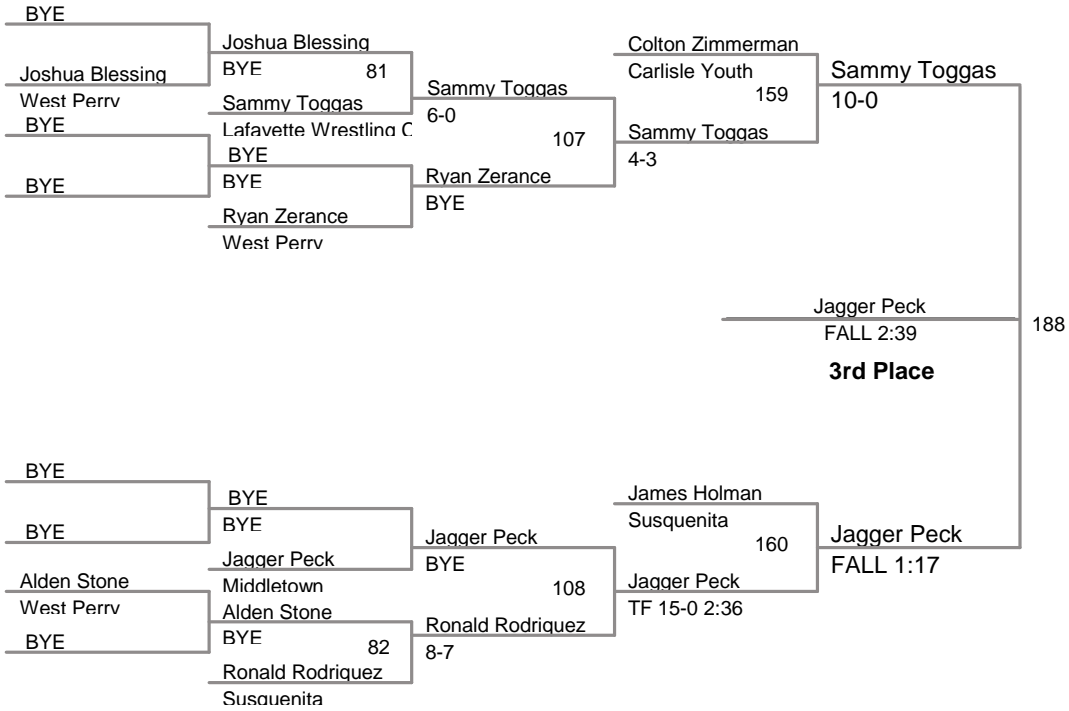 BYE
Joshua Blessing
West Perry
BYE
BYE
Joshua Blessing
BYE
81
Sammy Toggas
Lafayette Wrestling C
BYE
BYE
Ryan Zerance
West Perry
Sammy Toggas
6-0
107
Ryan Zerance
BYE
Colton Zimmerman
Carlisle Youth
159
Sammy Toggas
4-3
Sammy Toggas
10-0
Jagger Peck
FALL 2:39
3rd Place
188
BYE
BYE
Alden Stone
West Perry
BYE
BYE
BYE
Jagger Peck
Middletown
Alden Stone
BYE
82
Ronald Rodriquez
Susquenita
Jagger Peck
BYE
108
Ronald Rodriquez
8-7
James Holman
Susquenita
160
Jagger Peck
TF 15-0 2:36
Jagger Peck
FALL 1:17